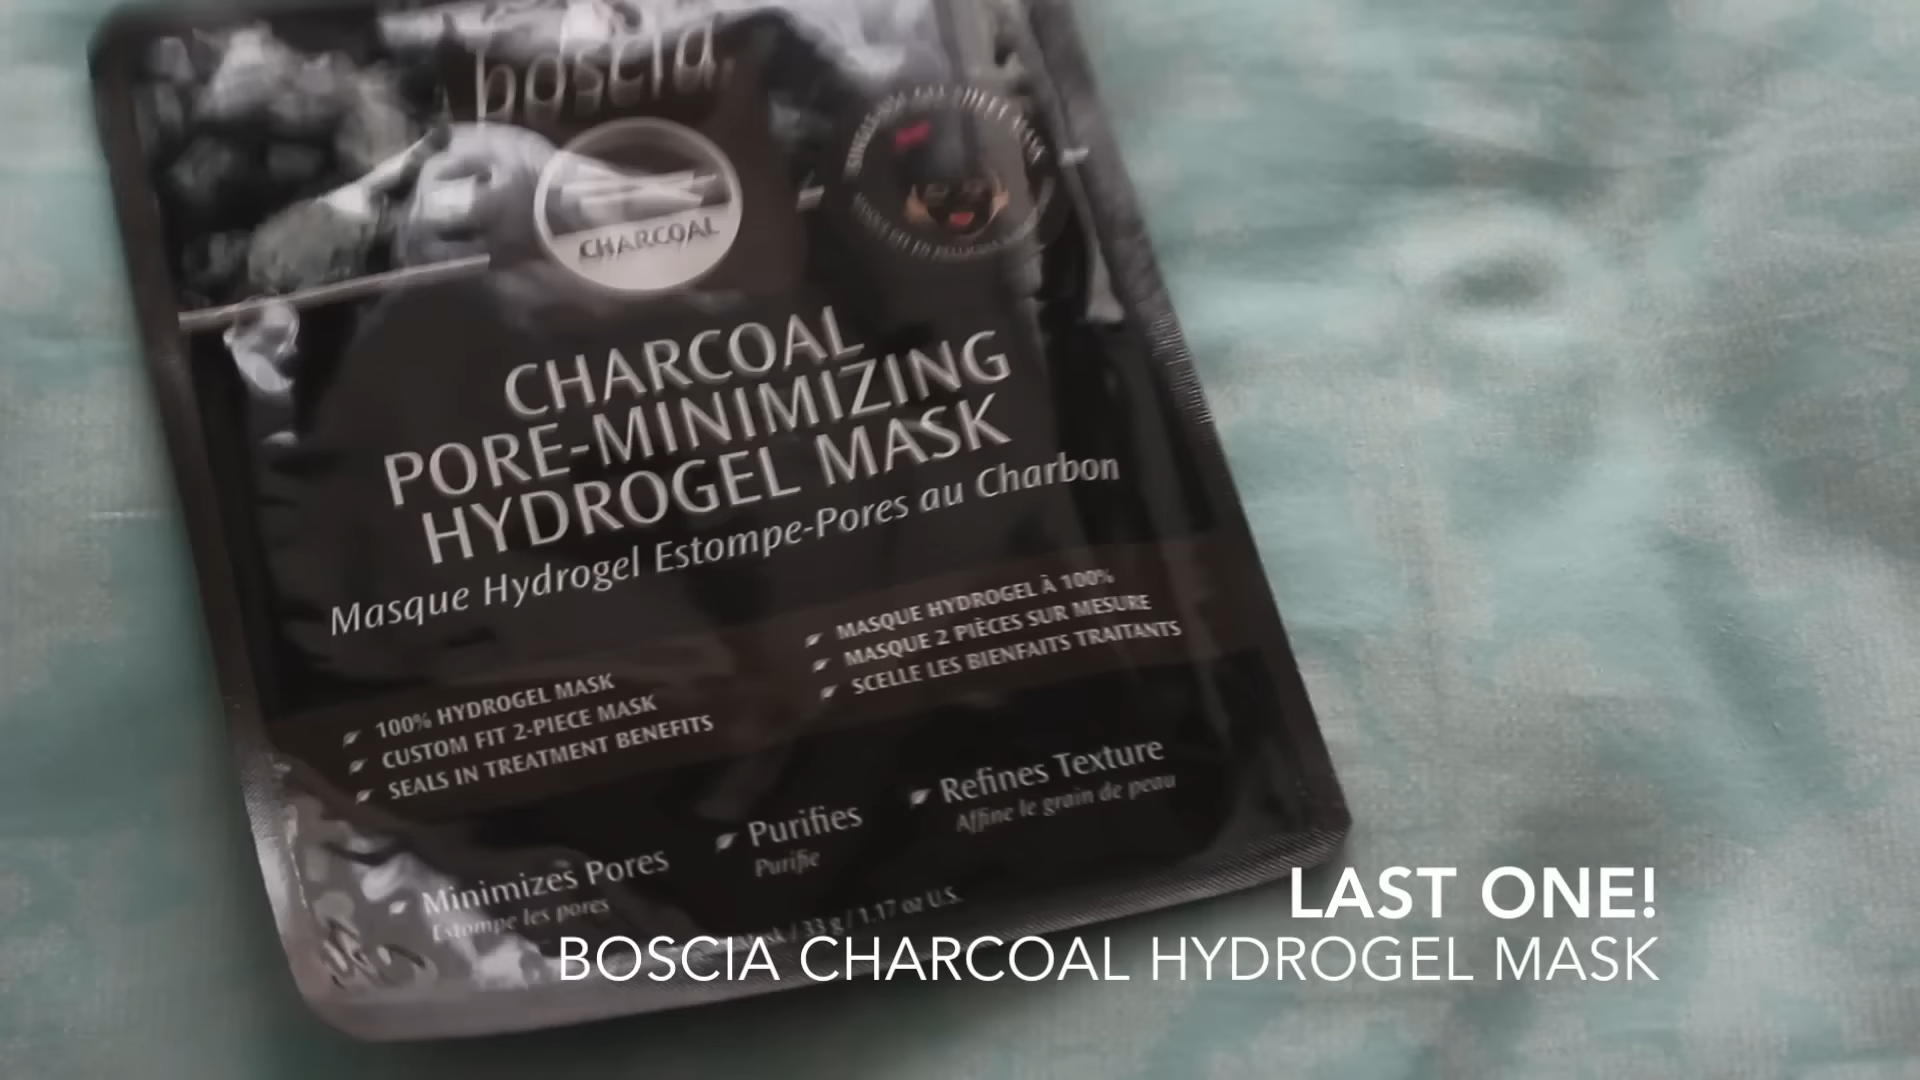 boscia.
CHARCOAL
CHARCOAL
PORE-MINIMIZING
HYDROGEL MASK
Masque Hydrogel Estompe-Pores au Charbon
100% HYDROGEL MASK
CUSTOM FIT 2-PIECE MASK
SEALS IN TREATMENT BENEFITS
MASQUE HYDROGEL À 100%
MASQUE 2 PIÈCES SUR MESURE
SCELLE LES BIENFAITS TRAITANTS
Minimizes Pores
Estompe les pores
Purifies
Purifie
Refines Texture
Affine le grain de peau
/ 33 g / 1.17 oz U.S.
LAST ONE!
BOSCIA CHARCOAL HYDROGEL MASK